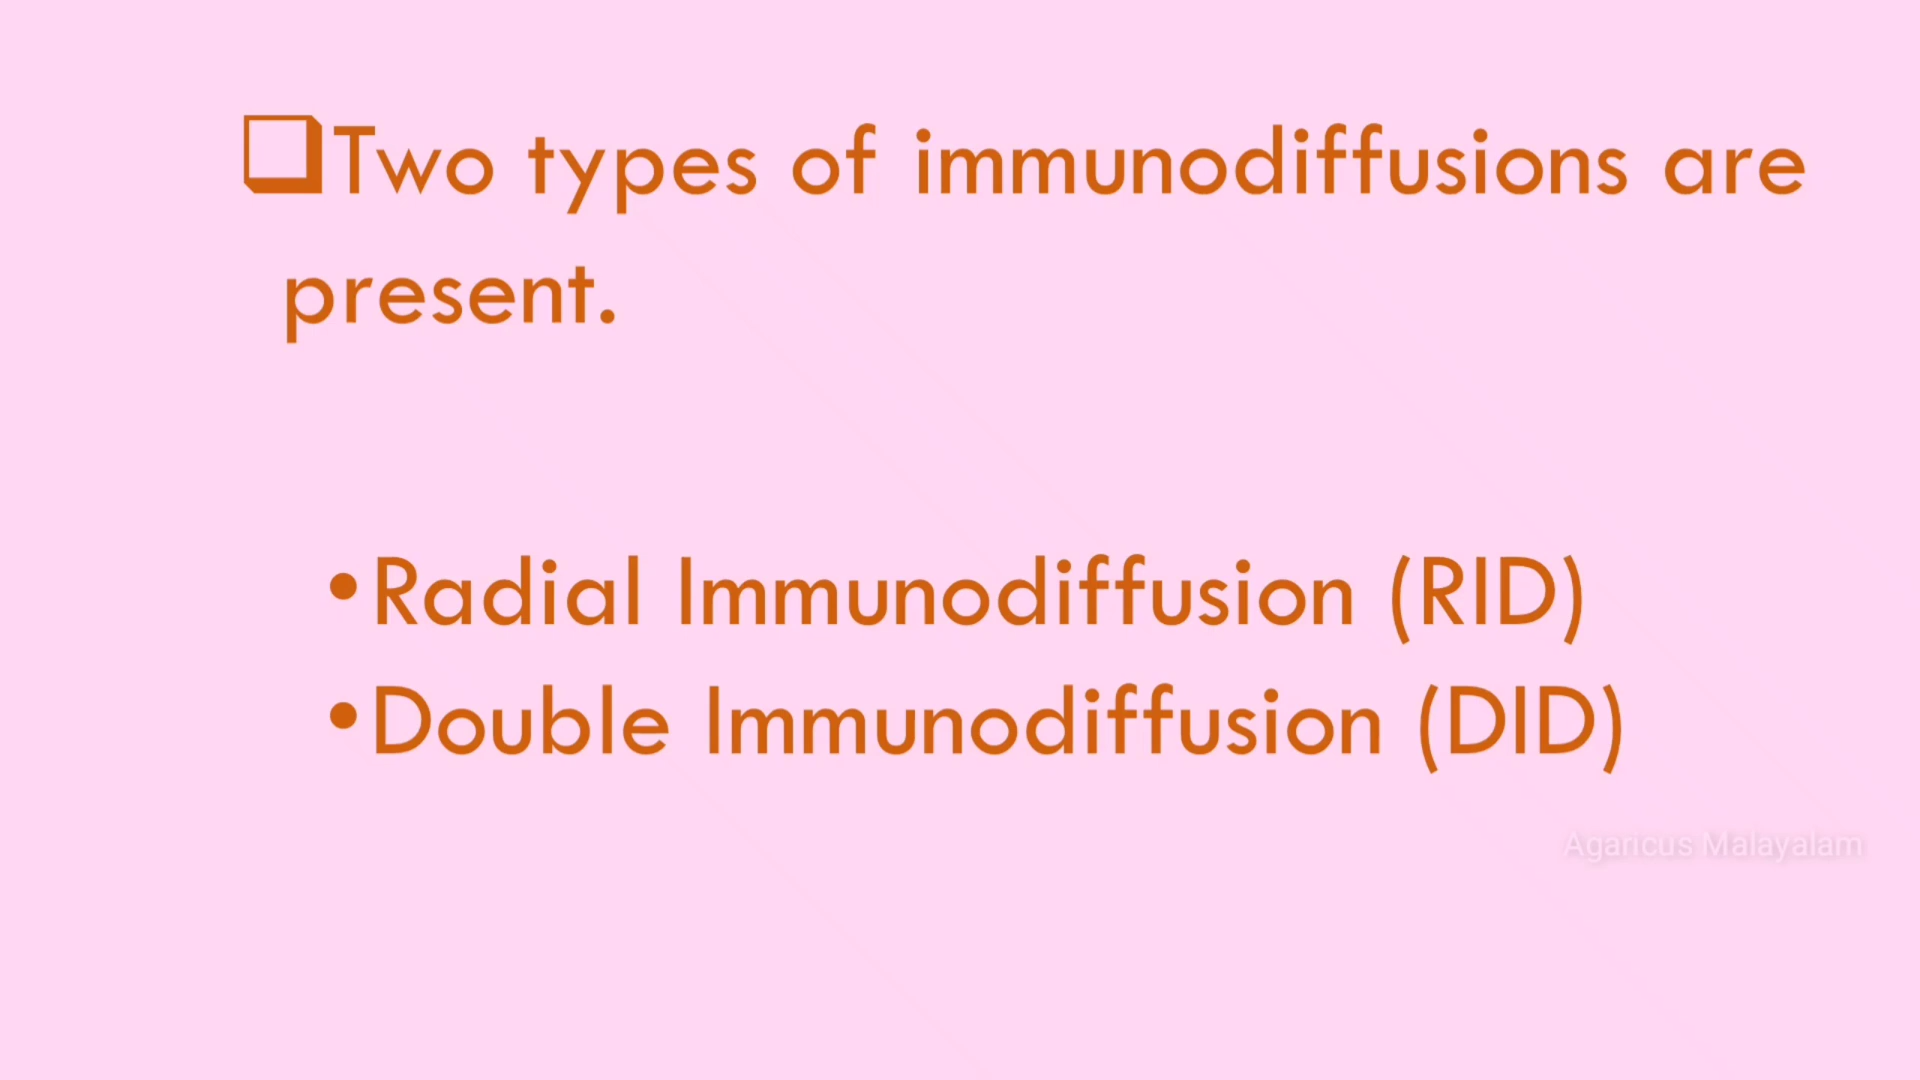 ❑Two types of immunodiffusions are
present.
•Radial Immunodiffusion (RID)
•Double Immunodiffusion (DID)
Agaricus Malayalam